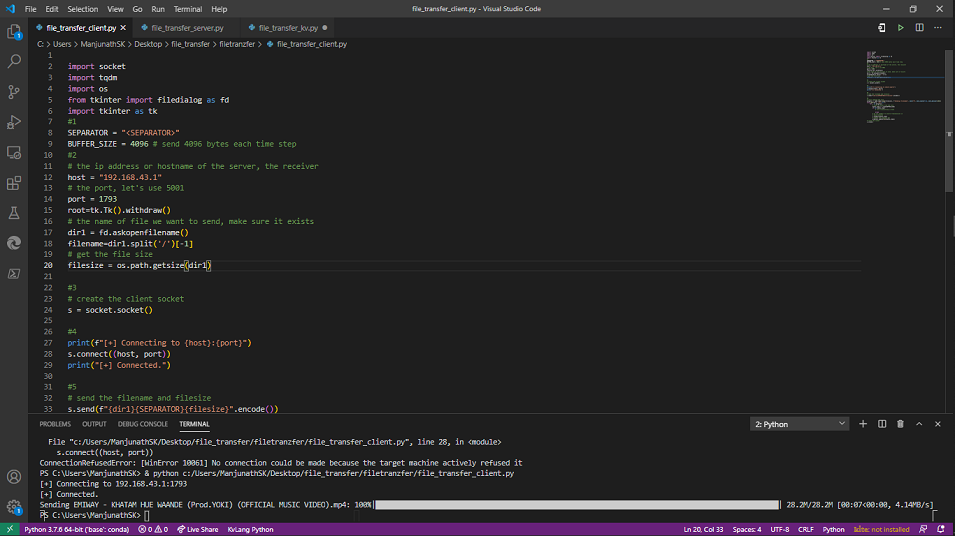 File Edit Selection View Go Run Terminal Help
file_transfer_client.py - Visual Studio Code
file_transfer_client.py
file_transfer_server.py
file_transfer_kv.py
C: > Users > ManjunathSK > Desktop > file_transfer > filetranzfer > file_transfer_client.py
1
2 import socket
3 import tqdm
4 import os
5 from tkinter import filedialog as fd
6 import tkinter as tk
7 #1
8 SEPARATOR = "<SEPARATOR>"
9 BUFFER_SIZE = 4096 # send 4096 bytes each time step
10 #2
11 # the ip address or hostname of the server, the receiver
12 host = "192.168.43.1"
13 # the port, let's use 5001
14 port = 1793
15 root=tk.Tk().withdraw()
16 # the name of file we want to send, make sure it exists
17 dir1 = fd.askopenfilename()
18 filename=dir1.split('/')[-1]
19 # get the file size
20 filesize = os.path.getsize(dir1)
21
22 #3
23 # create the client socket
24 s = socket.socket()
26
27 #4
27 print(f"[+] Connecting to {host}:{port}")
28 s.connect((host, port))
29 print("[+] Connected.")
30
31 #5
32 # send the filename and filesize
33 s.send(f"{dir1}{SEPARATOR}{filesize}".encode())
PROBLEMS OUTPUT DEBUG CONSOLE TERMINAL
2: Python
File "c:/Users/ManjunathSK/Desktop/file_transfer/filetranzfer/file_transfer_client.py", line 28, in <module>
s.connect((host, port))
ConnectionRefusedError: [WinError 10061] No connection could be made because the target machine actively refused it
PS C:\Users\ManjunathSK> & python c:/Users/ManjunathSK/Desktop/file_transfer/filetranzfer/file_transfer_client.py
[+] Connecting to 192.168.43.1:1793
[+] Connected.
Sending EMIWAY - KHATAM HUE WAANDE (Prod.YOKI) (OFFICIAL MUSIC VIDEO).mp4: 100%| | 28.2M/28.2M [00:07<00:00, 4.14MB/s]
PS C:\Users\ManjunathSK>
Python 3.7.6 64-bit ('base': conda) 0 0 Live Share KvLang Python
Ln 20, Col 33 Spaces: 4 UTF-8 CRLF Python kite: not installed